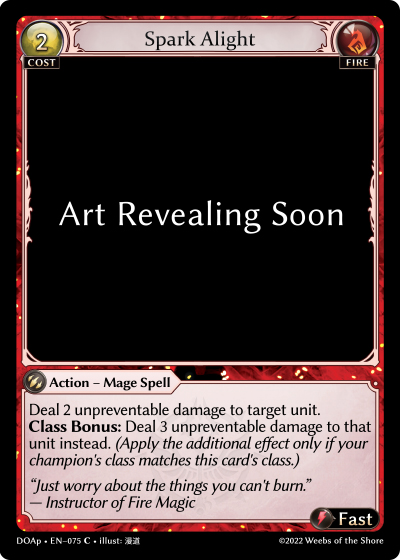 2
Spark Alight
COST
FIRE
Art Revealing Soon
Action – Mage Spell
Deal 2 unpreventable damage to target unit.
Class Bonus: Deal 3 unpreventable damage to that
unit instead. (Apply the additional effect only if your
champion's class matches this card's class.)
“Just worry about the things you can't burn.”
— Instructor of Fire Magic
Fast
DOAp • EN-075 C • illust: 漫道
©2022 Weebs of the Shore